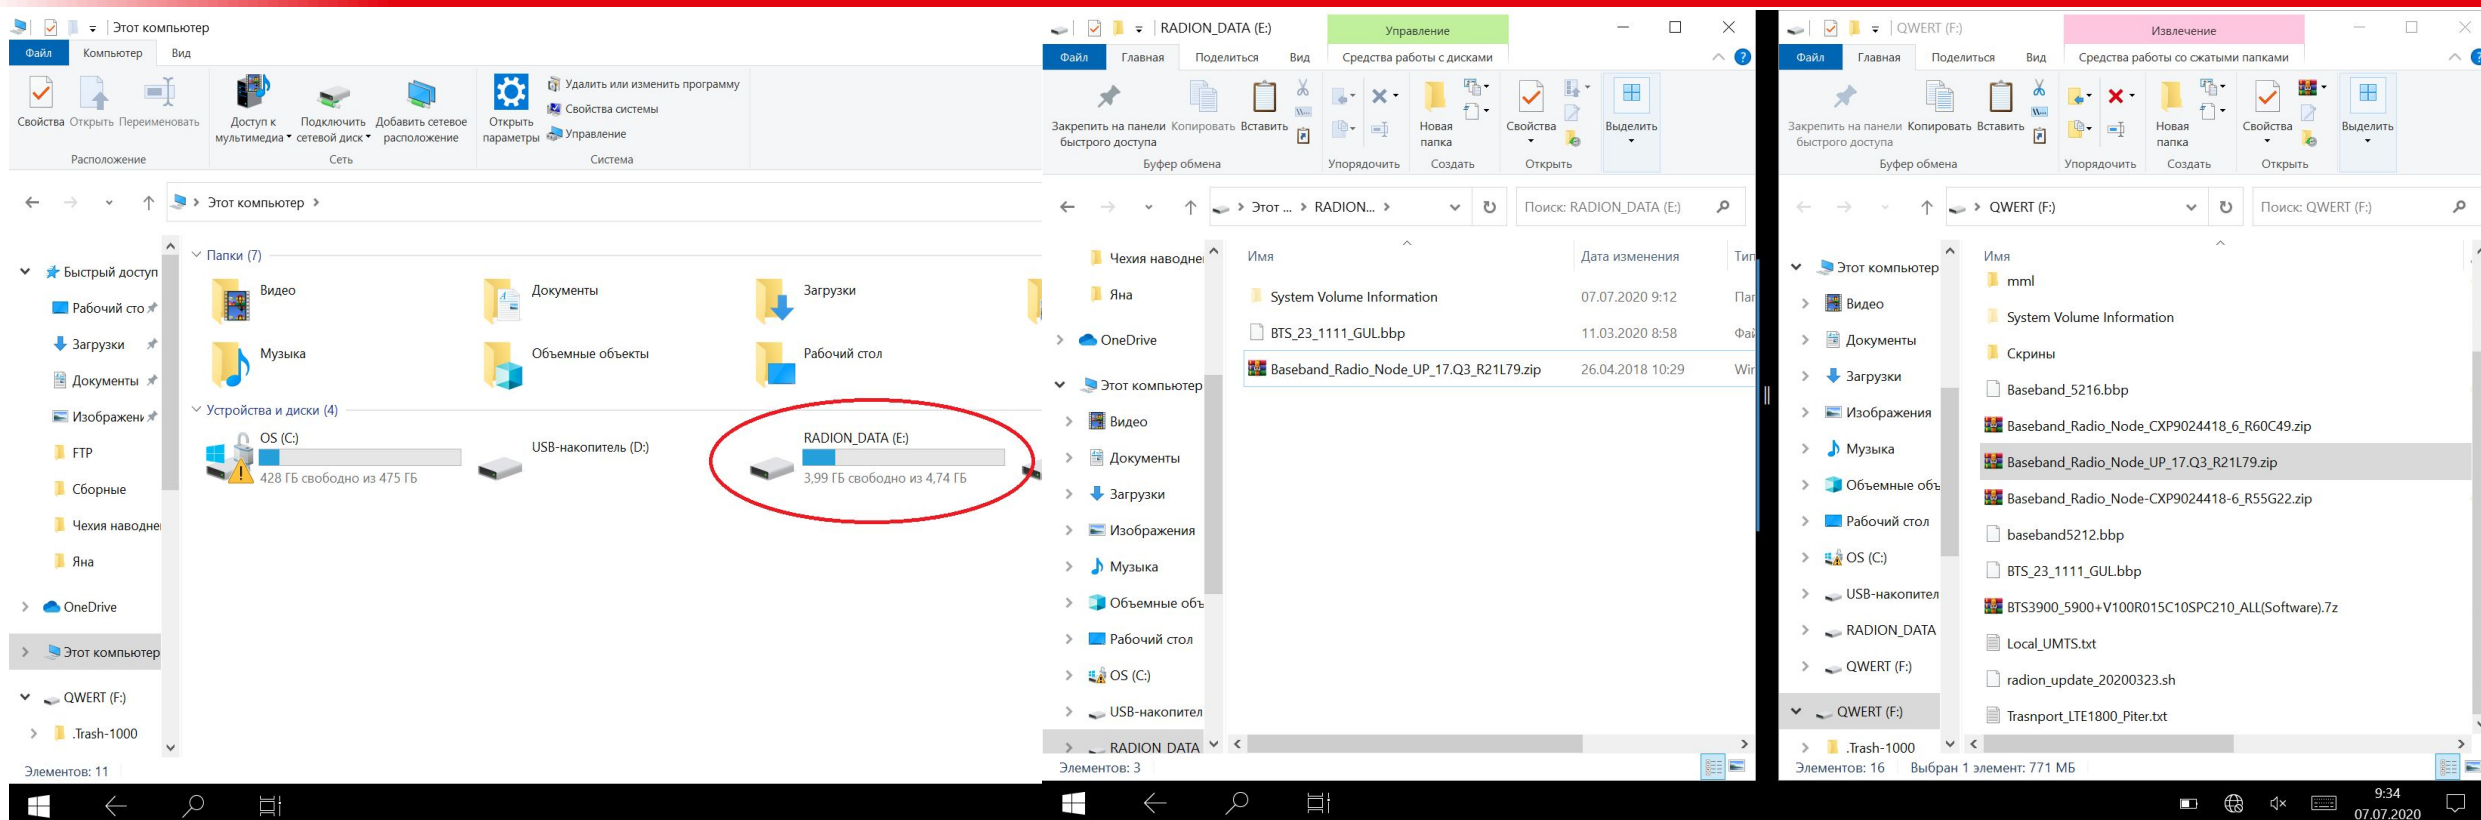 Этот компьютер
Файл Компьютер Вид
Свойства Открыть Переименовать
Доступ к мультимедиа
Подключить сетевой диск
Добавить сетевое расположение
Открыть параметры
Удалить или изменить программу
Свойства системы
Управление
Расположение Сеть Система
Этот компьютер
Быстрый доступ
Рабочий сто
Загрузки
Документы
Изображени
FTP
Сборные
Чехия наводне
Яна
OneDrive
Этот компьютер
QWERT (F:)
.Trash-1000
Папки (7)
Видео
Документы
Загрузки
Музыка
Объемные объекты
Рабочий стол
Устройства и диски (4)
OS (C:)
428 ГБ свободно из 475 ГБ
USB-накопитель (D:)
RADION_DATA (E:)
3,99 ГБ свободно из 4,74 ГБ
Элементов: 11
RADION_DATA (E:)
Управление
Файл Главная Поделиться Вид Средства работы с дисками
Закрепить на панели быстрого доступа
Копировать Вставить
Новая папка
Свойства
Выделить
Буфер обмена Упорядочить Создать Открыть
Этот ... RADION...
Поиск: RADION_DATA (E:)
Чехия наводне
Яна
OneDrive
Этот компьютер
Видео
Документы
Загрузки
Изображения
Музыка
Объемные объ
Рабочий стол
OS (C:)
USB-накопител
RADION_DATA
Имя Дата изменения Тип
System Volume Information 07.07.2020 9:12 Пап
BTS_23_1111_GUL.bbp 11.03.2020 8:58 Фай
Baseband_Radio_Node_UP_17.Q3_R21L79.zip 26.04.2018 10:29 Wir
Элементов: 3
QWERT (F:)
Извлечение
Файл Главная Поделиться Вид Средства работы со сжатыми папками
Закрепить на панели быстрого доступа
Копировать Вставить
Новая папка
Свойства
Выделить
Буфер обмена Упорядочить Создать Открыть
QWERT (F:)
Поиск: QWERT (F:)
Этот компьютер
Видео
Документы
Загрузки
Изображения
Музыка
Объемные объ
Рабочий стол
OS (C:)
USB-накопител
RADION_DATA
QWERT (F:)
QWERT (F:)
.Trash-1000
Имя
mml
System Volume Information
Скрины
Baseband_5216.bbp
Baseband_Radio_Node_CXP9024418_6_R60C49.zip
Baseband_Radio_Node_UP_17.Q3_R21L79.zip
Baseband_Radio_Node-CXP9024418-6_R55G22.zip
baseband5212.bbp
BTS_23_1111_GUL.bbp
BTS3900_5900+V100R015C10SPC210_ALL(Software).7z
Local_UMTS.txt
radion_update_20200323.sh
Trasnport_LTE1800_Piter.txt
Элементов: 16 Выбран 1 элемент: 771 МБ
9:34
07.07.2020